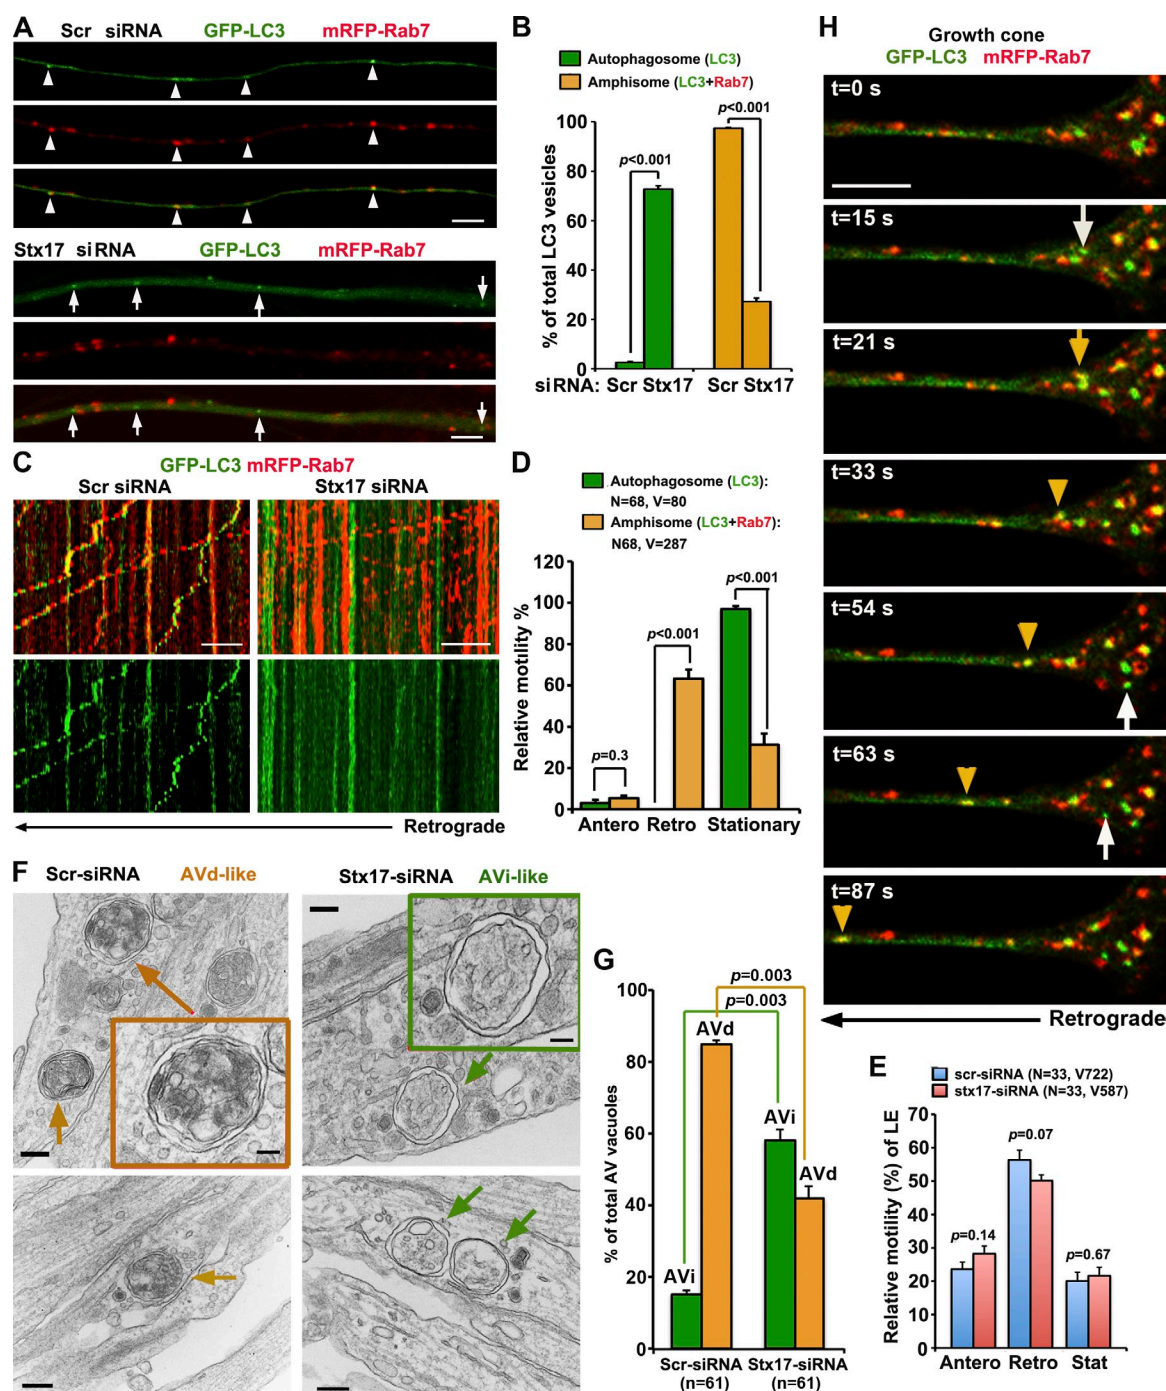 A
Scr siRNA GFP-LC3 mRFP-Rab7
Stx17 siRNA GFP-LC3 mRFP-Rab7
B
Autophagosome (LC3)
Amphisome (LC3+Rab7)
% of total LC3 vesicles
100
80
60
40
20
0
p<0.001
p<0.001
siRNA: Scr Stx17 Scr Stx17
C
GFP-LC3 mRFP-Rab7
Scr siRNA Stx17 siRNA
Retrograde
D
Autophagosome (LC3):
N=68, V=80
Amphisome (LC3+Rab7):
N68, V=287
Relative motility %
120
100
80
60
40
20
0
p=0.3
p<0.001
p<0.001
Antero Retro Stationary
H
Growth cone
GFP-LC3 mRFP-Rab7
t=0 s
t=15 s
t=21 s
t=33 s
t=54 s
t=63 s
t=87 s
Retrograde
F
Scr-siRNA AVd-like
Stx17-siRNA AVi-like
G
% of total AV vacuoles
100
80
60
40
20
0
p=0.003
p=0.003
AVi
AVd
AVi
AVd
Scr-siRNA Stx17-siRNA
(n=61) (n=61)
E
scr-siRNA (N=33, V722)
stx17-siRNA (N=33, V587)
Relative motility (%) of LE
70
60
50
40
30
20
10
0
p=0.14
p=0.07
p=0.67
Antero Retro Stat